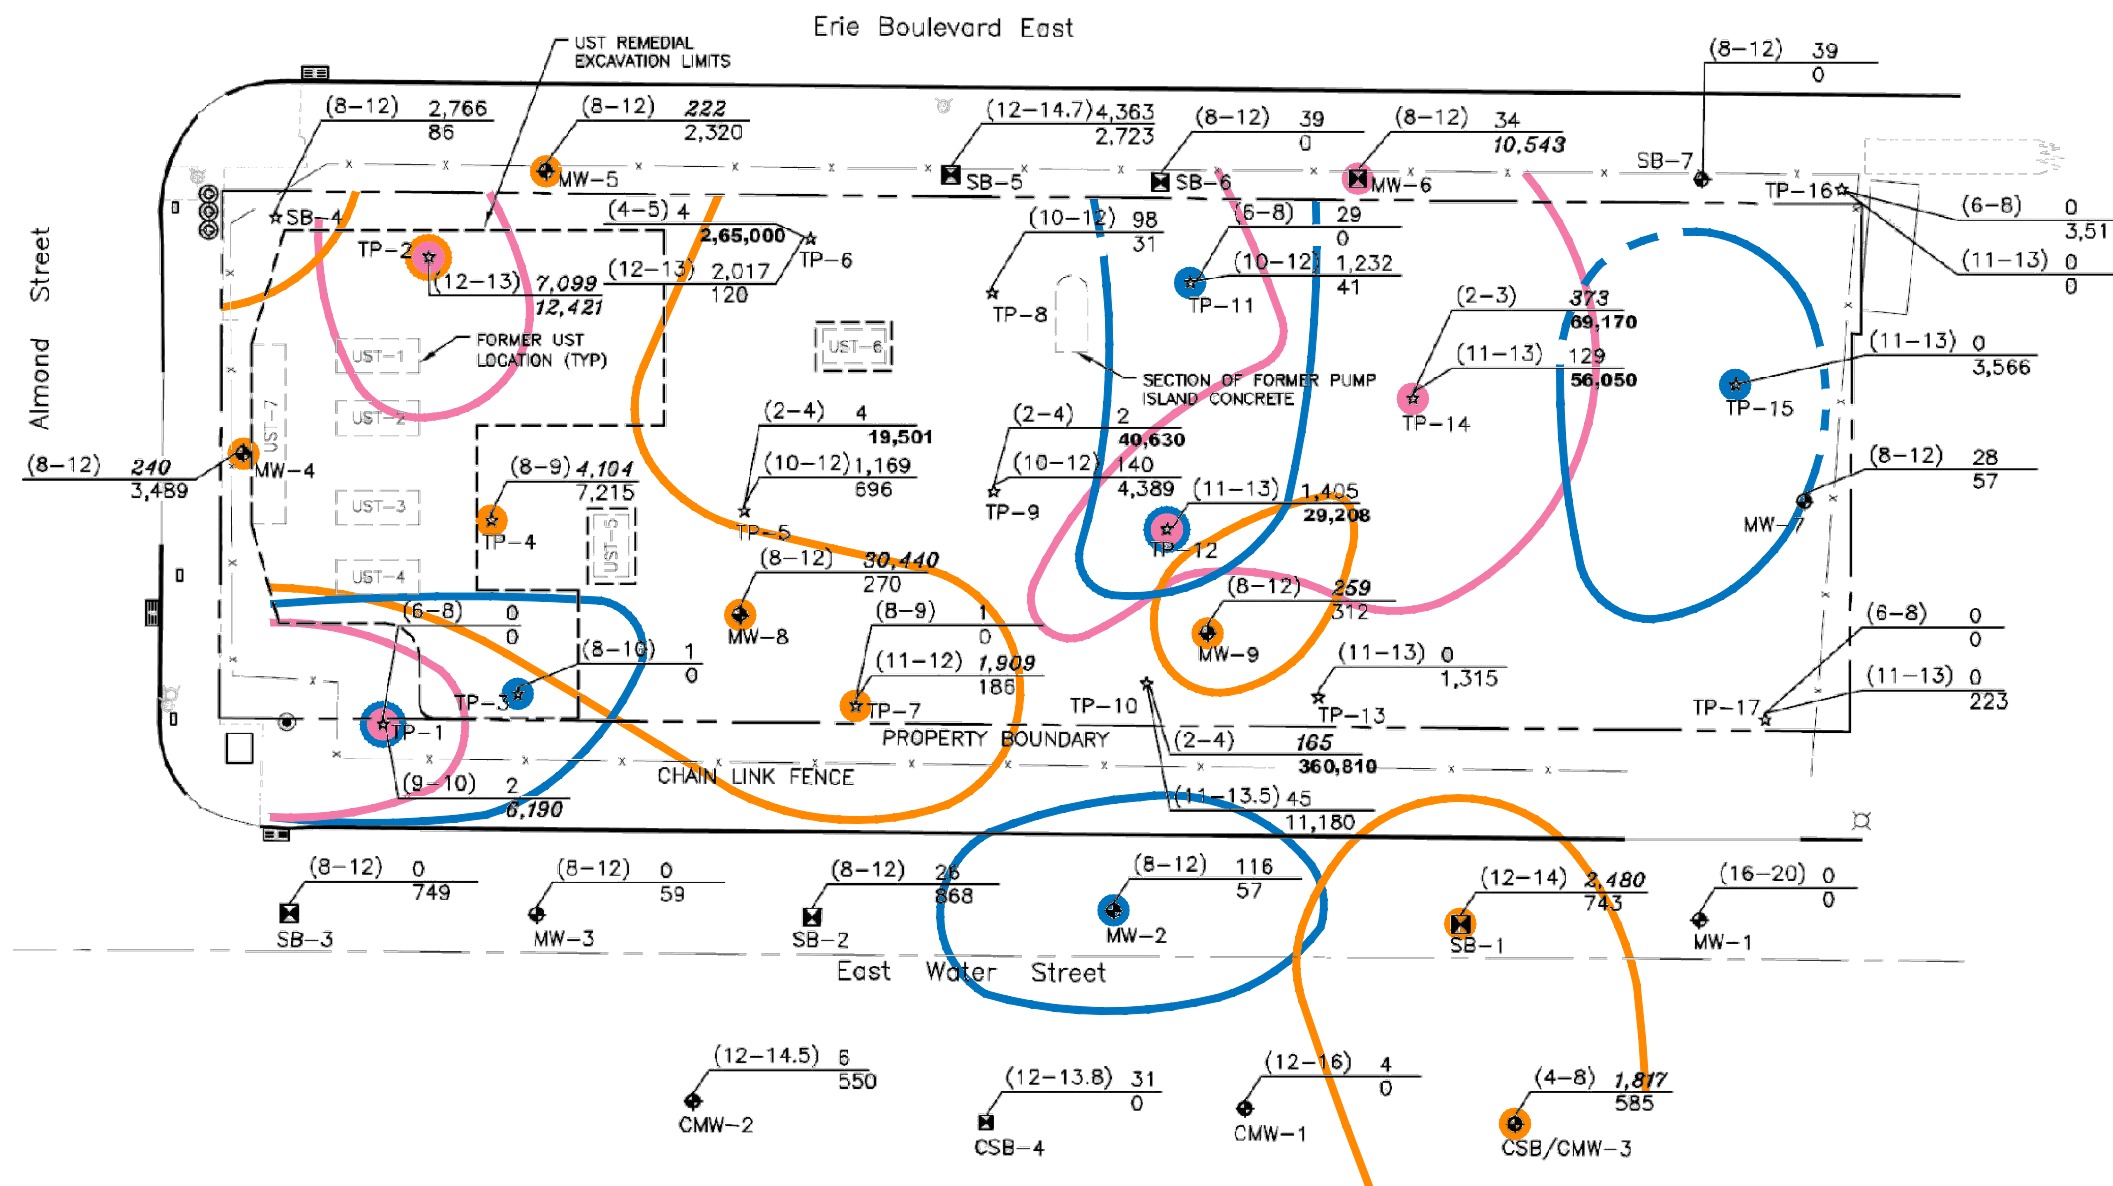 Erie Boulevard East
UST REMEDIAL
EXCAVATION LIMITS
(8-12) 39
0
(8-12) 2,766
86
(8-12) 222
2,320
(12-14.7) 4,363
2,723
(8-12) 39
0
(8-12) 34
10,543
MW-5
SB-5
SB-6
MW-6
SB-7
TP-16
(6-8) 0
3,51
(11-13) 0
0
SB-4
TP-2
(12-13) 7,099
12,421
(4-5) 4
2,65,000
(12-13) 2,017
120
TP-6
(10-12) 98
31
TP-8
(6-8) 29
0
(10-12) 1,232
41
TP-11
(2-3) 373
69,170
(11-13) 129
56,050
TP-14
(11-13) 0
3,566
TP-15
Almond Street
UST-1
UST-2
UST-3
UST-4
UST-5
UST-6
UST-7
FORMER UST
LOCATION (TYP)
SECTION OF FORMER PUMP
ISLAND CONCRETE
(8-12) 240
3,489
MW-4
(8-9) 4,104
7,215
TP-4
(2-4) 4
19,501
(10-12) 1,169
696
TP-5
(2-4) 2
40,630
(10-12) 140
4,389
TP-9
(11-13) 1,405
29,208
TP-12
(8-12) 28
57
MW-7
(8-12) 30,440
270
MW-8
(6-8) 0
0
(8-10) 1
0
TP-3
TP-1
(9-10) 2
6,190
(8-9) 1
0
(11-12) 1,909
186
TP-7
(8-12) 259
312
MW-9
(11-13) 0
1,315
TP-13
TP-10
(2-4) 165
360,810
(11-13.5) 45
11,180
(6-8) 0
0
(11-13) 0
223
TP-17
PROPERTY BOUNDARY
CHAIN LINK FENCE
(8-12) 0
749
SB-3
(8-12) 0
59
MW-3
(8-12) 26
868
SB-2
(8-12) 116
57
MW-2
(12-14) 2,480
743
SB-1
(16-20) 0
0
MW-1
East Water Street
(12-14.5) 6
550
CMW-2
(12-13.8) 31
0
CSB-4
(12-16) 4
0
CMW-1
(4-8) 1,817
585
CSB/CMW-3